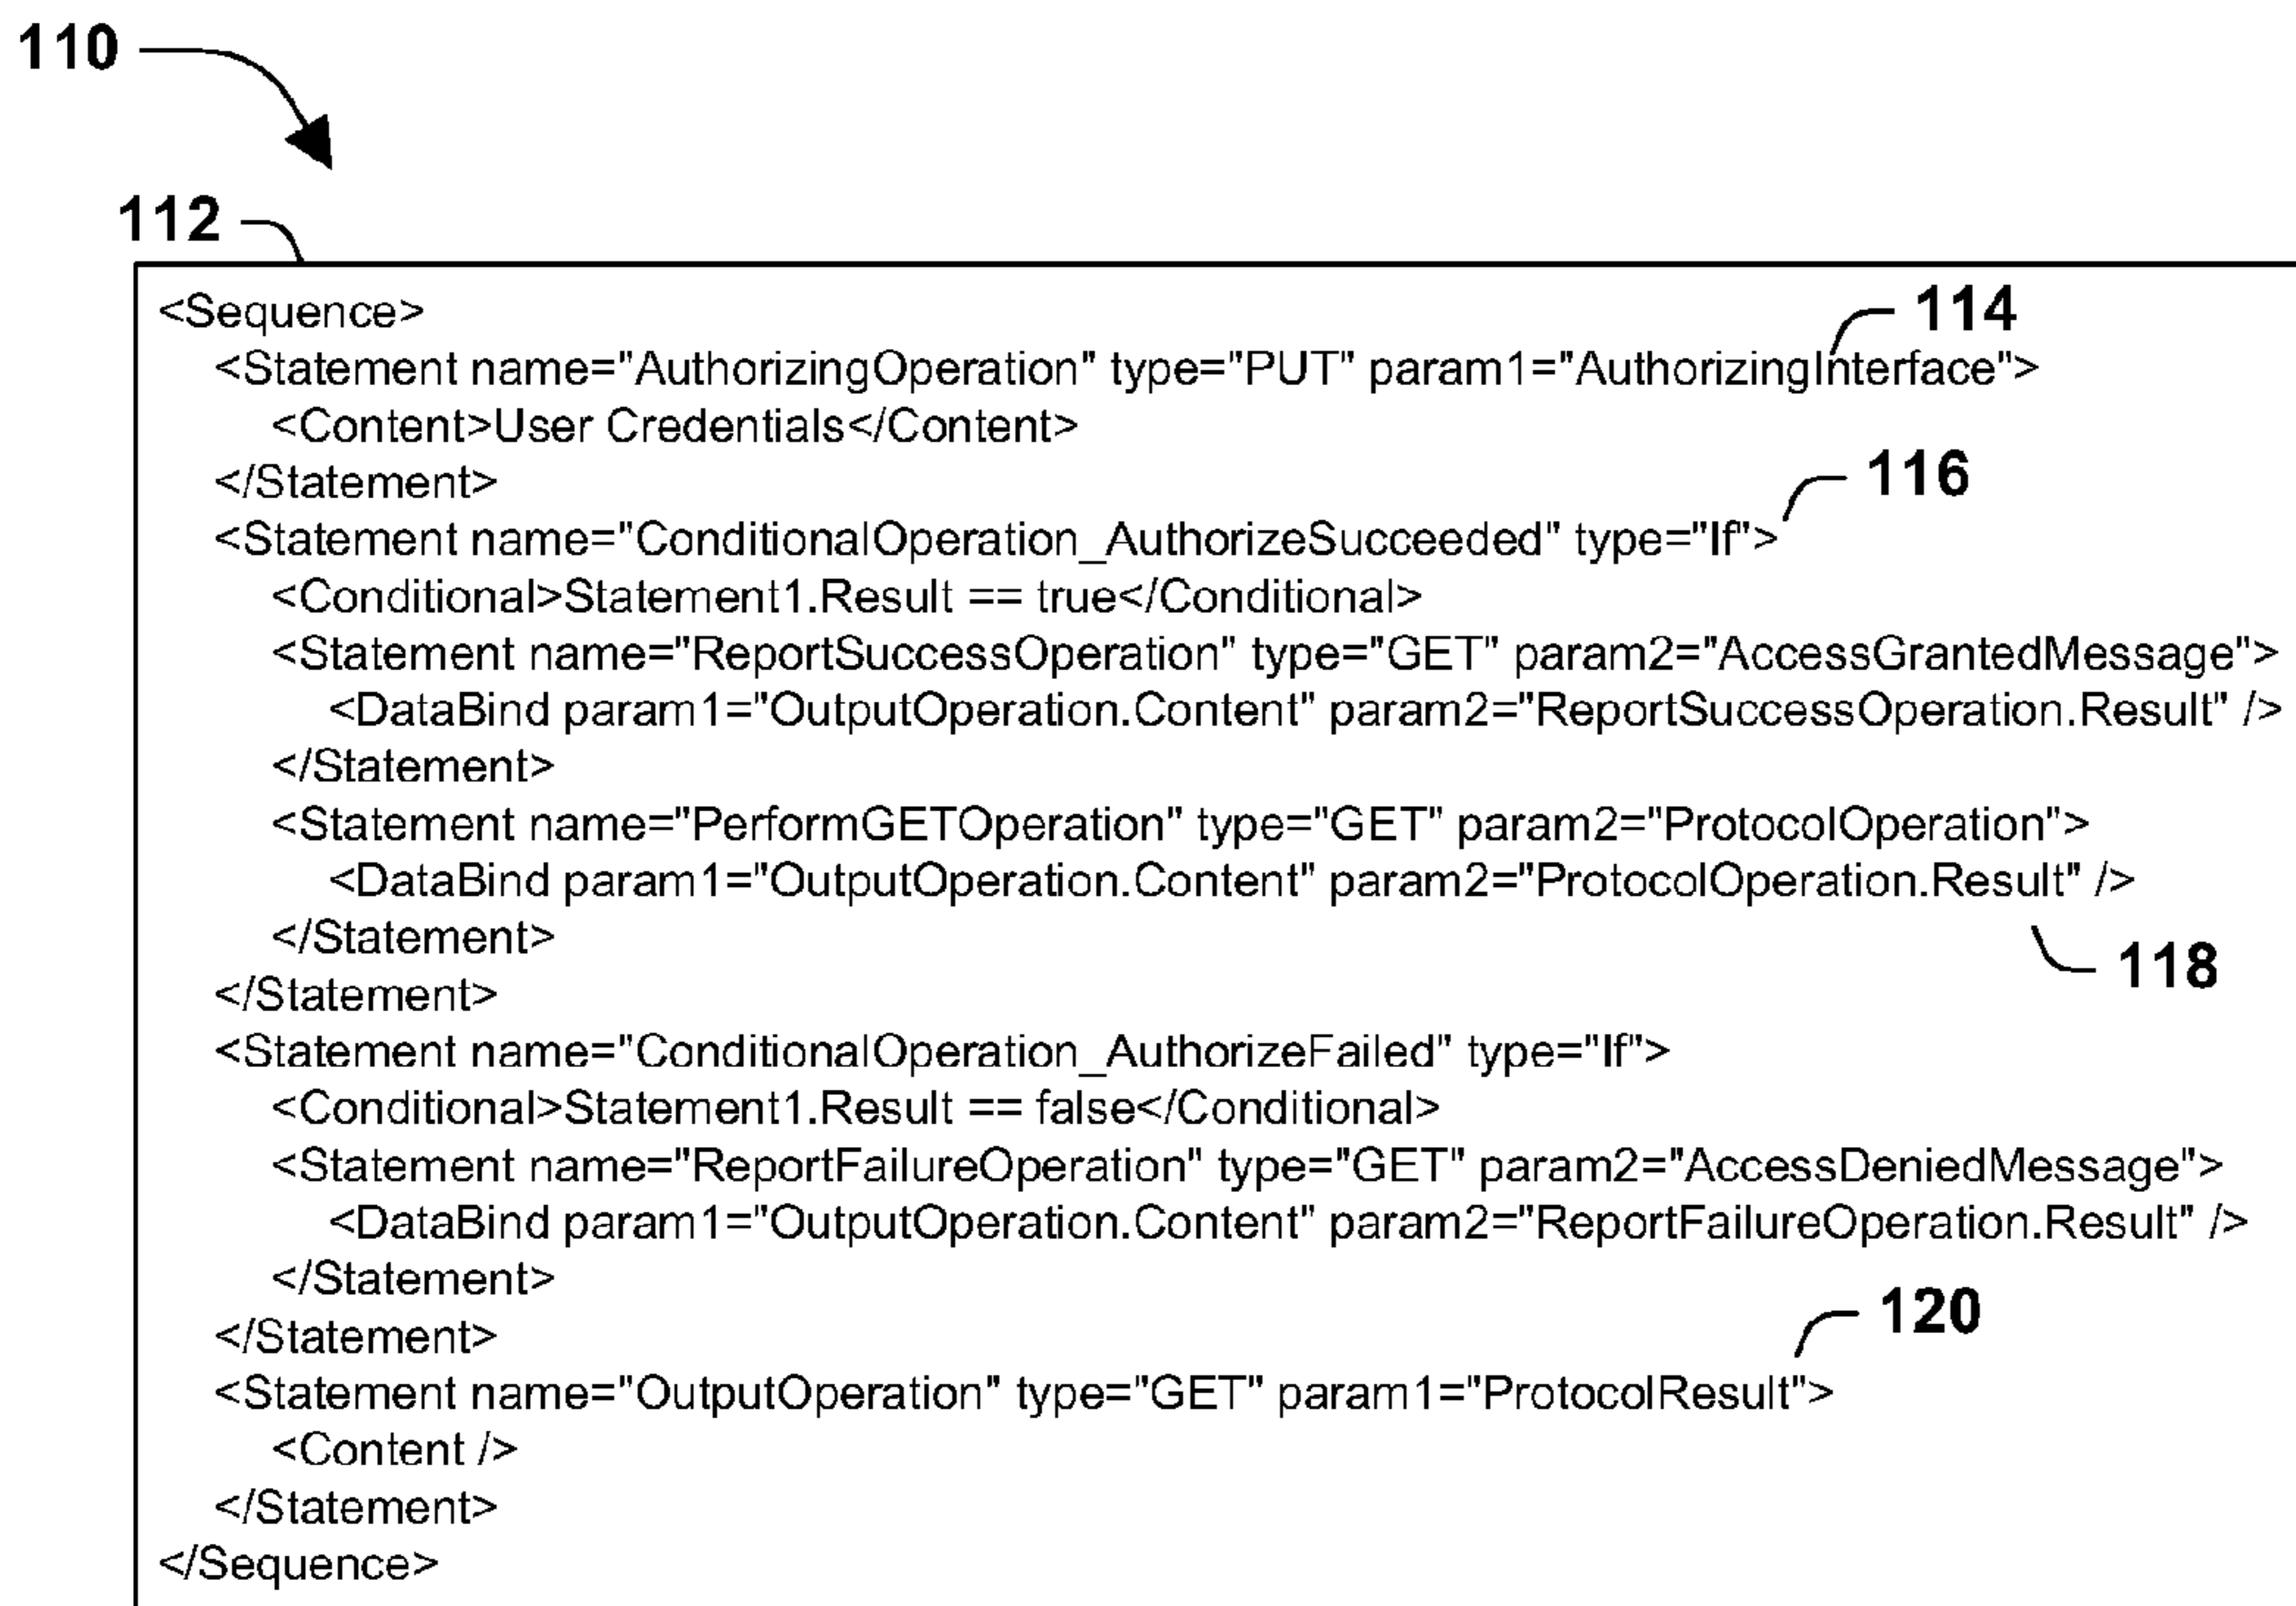 110
112
<Sequence>
114
<Statement name="AuthorizingOperation" type="PUT" param1="AuthorizingInterface">
<Content>User Credentials</Content>
</Statement>
116
<Statement name="ConditionalOperation_AuthorizeSucceeded" type="If">
<Conditional>Statement1.Result == true</Conditional>
<Statement name="ReportSuccessOperation" type="GET" param2="AccessGrantedMessage">
<DataBind param1="OutputOperation.Content" param2="ReportSuccessOperation.Result" />
</Statement>
<Statement name="PerformGETOperation" type="GET" param2="ProtocolOperation">
<DataBind param1="OutputOperation.Content" param2="ProtocolOperation.Result" />
</Statement>
118
</Statement>
<Statement name="ConditionalOperation_AuthorizeFailed" type="If">
<Conditional>Statement1.Result == false</Conditional>
<Statement name="ReportFailureOperation" type="GET" param2="AccessDeniedMessage">
<DataBind param1="OutputOperation.Content" param2="ReportFailureOperation.Result" />
</Statement>
120
</Statement>
<Statement name="OutputOperation" type="GET" param1="ProtocolResult">
<Content />
</Statement>
</Sequence>